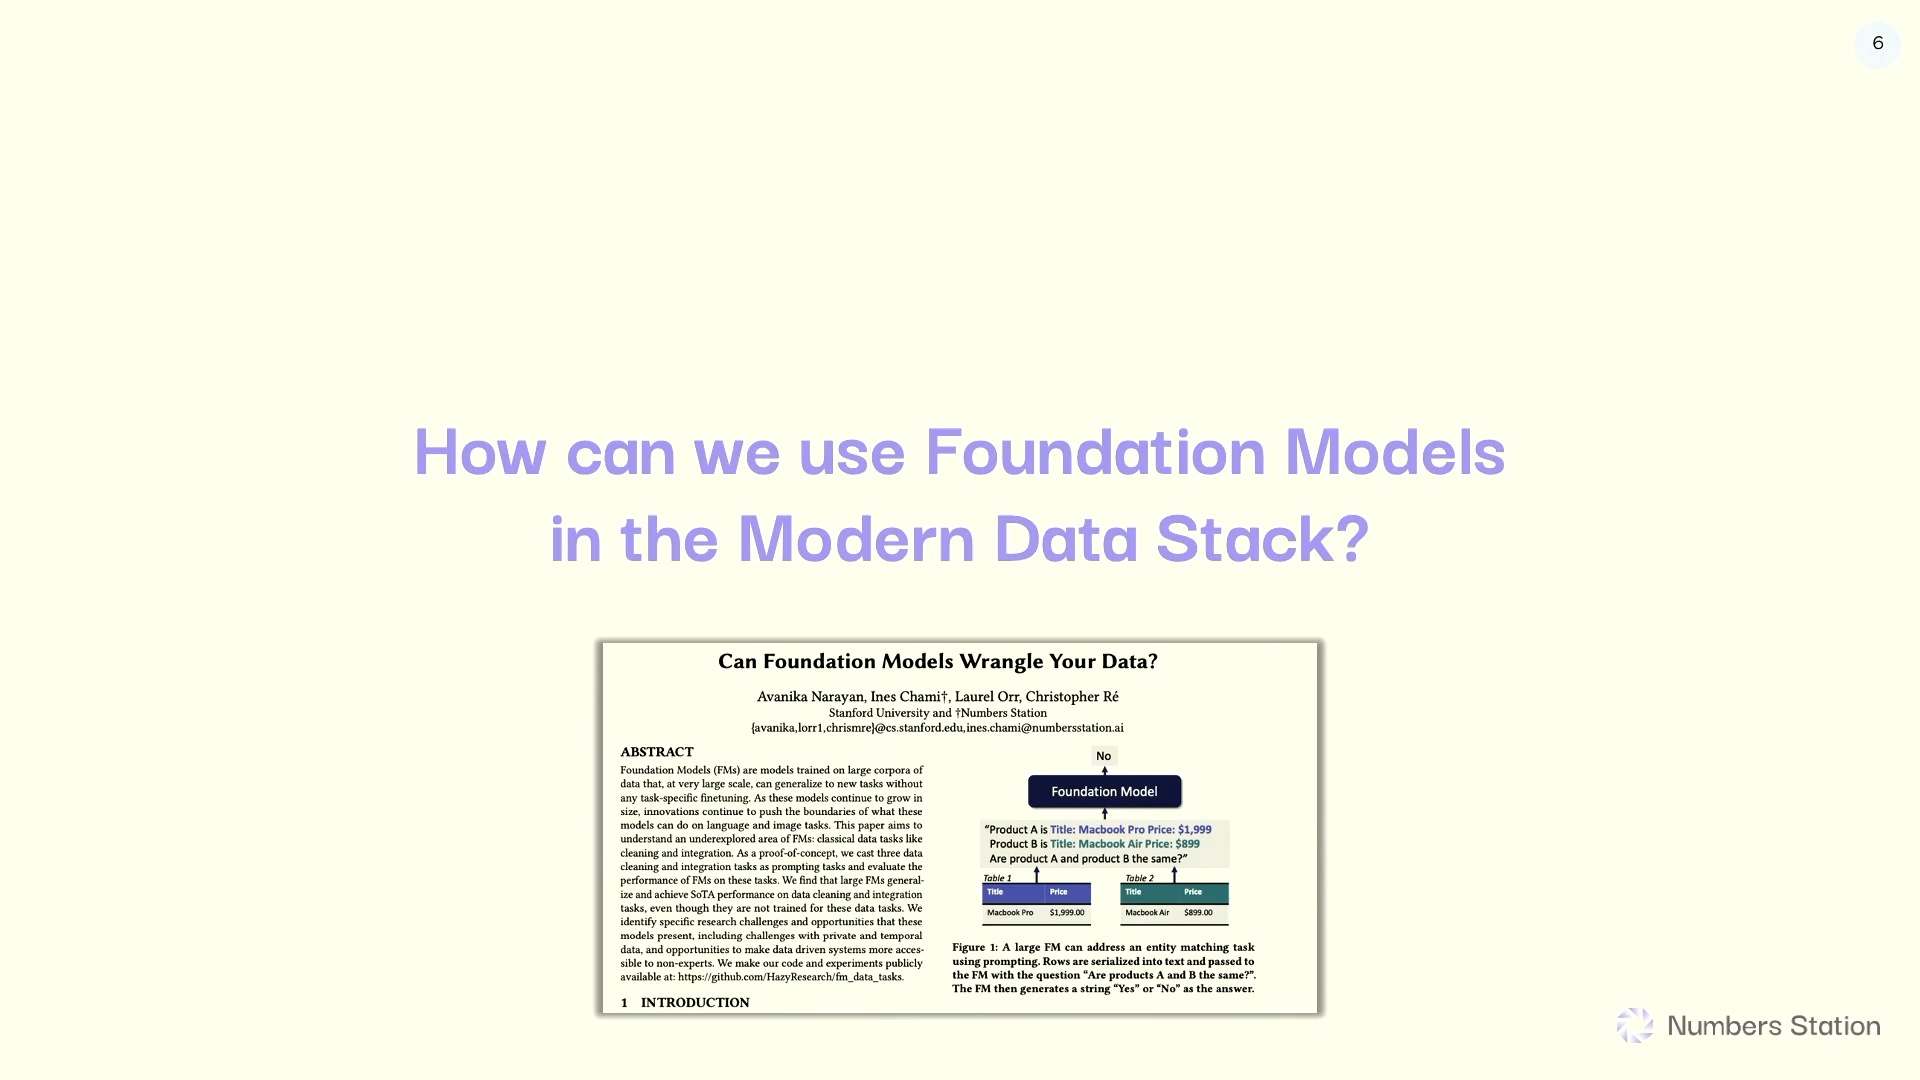 6
How can we use Foundation Models
in the Modern Data Stack?
Can Foundation Models Wrangle Your Data?
Avanika Narayan, Ines Chami†, Laurel Orr, Christopher Ré
Stanford University and †Numbers Station
{avanika,lorr1,chrismre}@cs.stanford.edu,ines.chami@numbersstation.ai
ABSTRACT
Foundation Models (FMs) are models trained on large corpora of
data that, at very large scale, can generalize to new tasks without
any task-specific finetuning. As these models continue to grow in
size, innovations continue to push the boundaries of what these
models can do on language and image tasks. This paper aims to
understand an underexplored area of FMs: classical data tasks like
cleaning and integration. As a proof-of-concept, we cast three data
cleaning and integration tasks as prompting tasks and evaluate the
performance of FMs on these tasks. We find that large FMs general-
ize and achieve SoTA performance on data cleaning and integration
tasks, even though they are not trained for these data tasks. We
identify specific research challenges and opportunities that these
models present, including challenges with private and temporal
data, and opportunities to make data driven systems more acces-
sible to non-experts. We make our code and experiments publicly
available at: https://github.com/HazyResearch/fm_data_tasks.
1 INTRODUCTION
No
Foundation Model
“Product A is Title: Macbook Pro Price: $1,999
Product B is Title: Macbook Air Price: $899
Are product A and product B the same?”
Table 1
Title Price
Macbook Pro $1,999.00
Table 2
Title Price
Macbook Air $899.00
Figure 1: A large FM can address an entity matching task
using prompting. Rows are serialized into text and passed to
the FM with the question “Are products A and B the same?”.
The FM then generates a string “Yes” or “No” as the answer.
Numbers Station